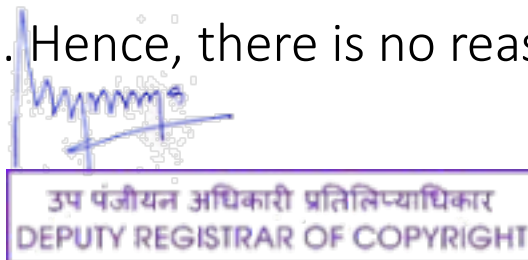 . Hence, there is no reas
उप पंजीयन अधिकारी प्रतिलिप्याधिकार
DEPUTY REGISTRAR OF COPYRIGHT